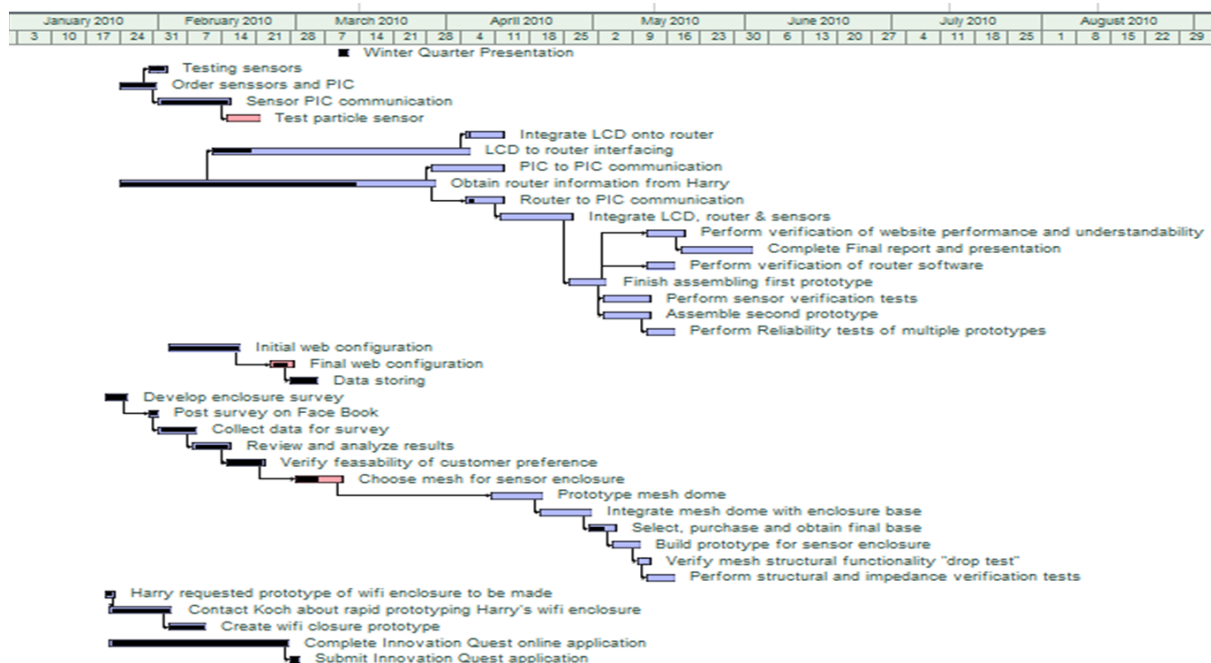 January 2010 February 2010 March 2010 April 2010 May 2010 June 2010 July 2010 August 2010
3 10 17 24 31 7 14 21 28 7 14 21 28 4 11 18 25 2 9 16 23 30 6 13 20 27 4 11 18 25 1 8 15 22 29
Winter Quarter Presentation
Testing sensors
Order senssors and PIC
Sensor PIC communication
Test particle sensor
Integrate LCD onto router
LCD to router interfacing
PIC to PIC communication
Obtain router information from Harry
Router to PIC communication
Integrate LCD, router & sensors
Perform verification of website performance and understandability
Complete Final report and presentation
Perform verification of router software
Finish assembling first prototype
Perform sensor verification tests
Assemble second prototype
Perform Reliability tests of multiple prototypes
Initial web configuration
Final web configuration
Data storing
Develop enclosure survey
Post survey on Face Book
Collect data for survey
Review and analyze results
Verify feasability of customer preference
Choose mesh for sensor enclosure
Prototype mesh dome
Integrate mesh dome with enclosure base
Select, purchase and obtain final base
Build prototype for sensor enclosure
Verify mesh structural functionality "drop test"
Perform structural and impedance verification tests
Harry requested prototype of wifi enclosure to be made
Contact Koch about rapid prototyping Harry's wifi enclosure
Create wifi closure prototype
Complete Innovation Quest online application
Submit Innovation Quest application